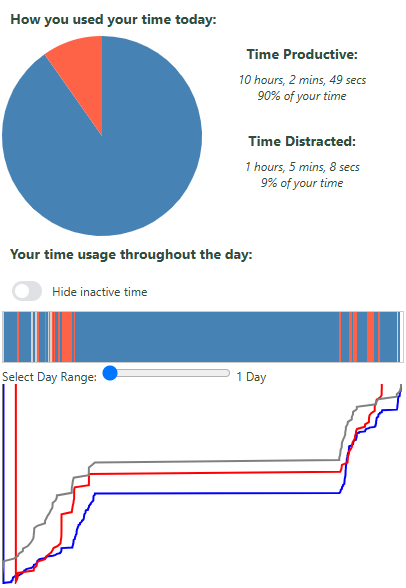 How you used your time today:
Time Productive:
10 hours, 2 mins, 49 secs
90% of your time
Time Distracted:
1 hours, 5 mins, 8 secs
9% of your time
Your time usage throughout the day:
Hide inactive time
Select Day Range: 1 Day